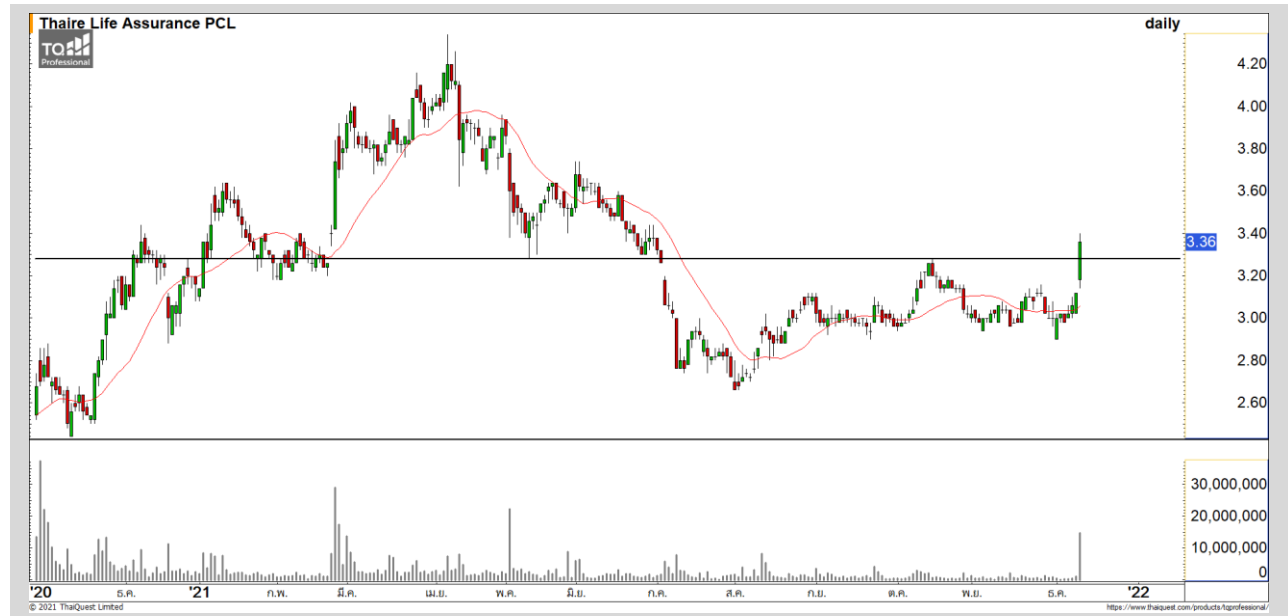 Thaire Life Assurance PCL daily
TQ
Professional
4.20
4.00
3.80
3.60
3.40
3.36
3.20
3.00
2.80
2.60
30,000,000
20,000,000
10,000,000
0
'20 ธ.ค. '21 ก.พ. มี.ค. เม.ย. พ.ค. มิ.ย. ก.ค. ส.ค. ก.ย. ต.ค. พ.ย. ธ.ค. '22
© 2021 ThaiQuest Limited https://www.thaiquest.com/products/tqprofessional/